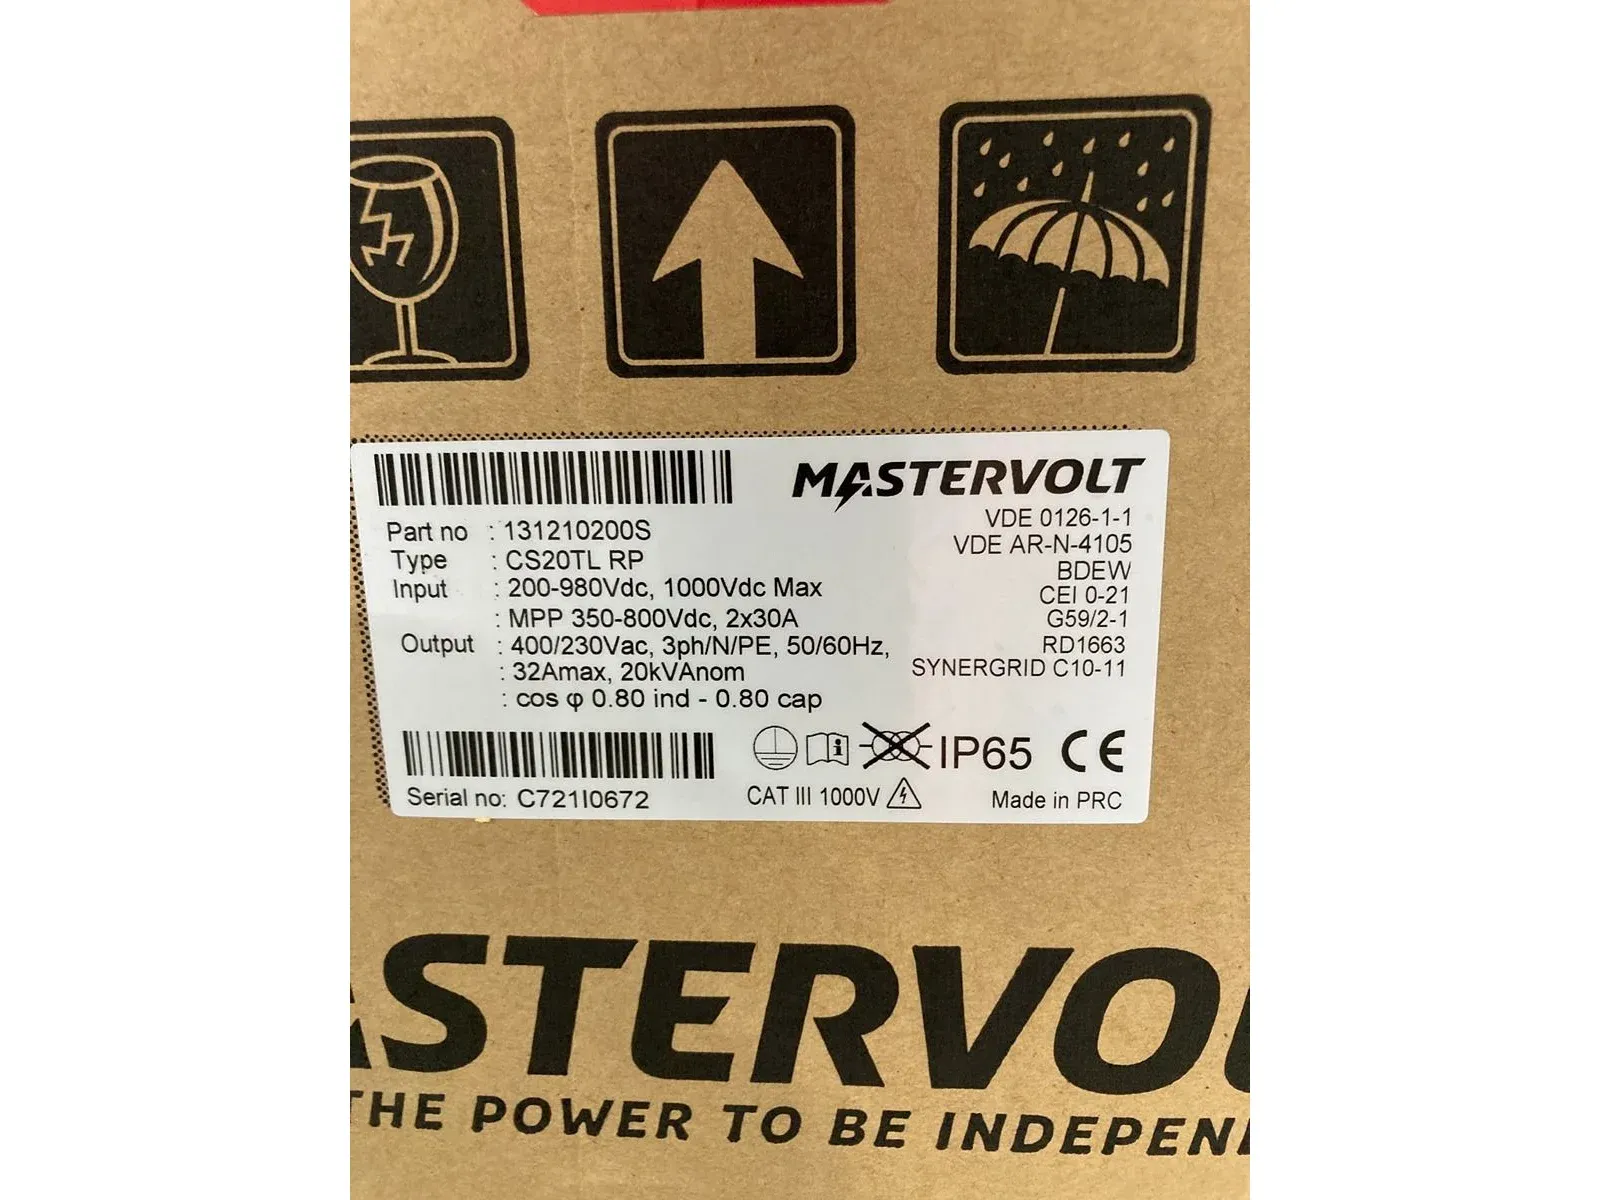 MASTERVOLT
VDE 0126-1-1
VDE AR-N-4105
BDEW
CEI 0-21
G59/2-1
RD1663
SYNERGRID C10-11
Part no : 131210200S
Type : CS20TL RP
Input : 200-980Vdc, 1000Vdc Max
: MPP 350-800Vdc, 2x30A
Output : 400/230Vac, 3ph/N/PE, 50/60Hz,
: 32Amax, 20kVAnom
: cos φ 0.80 ind - 0.80 cap
i
IP65 CE
Serial no: C721I0672
CAT III 1000V
Made in PRC
ASTERVO
THE POWER TO BE INDEPEN